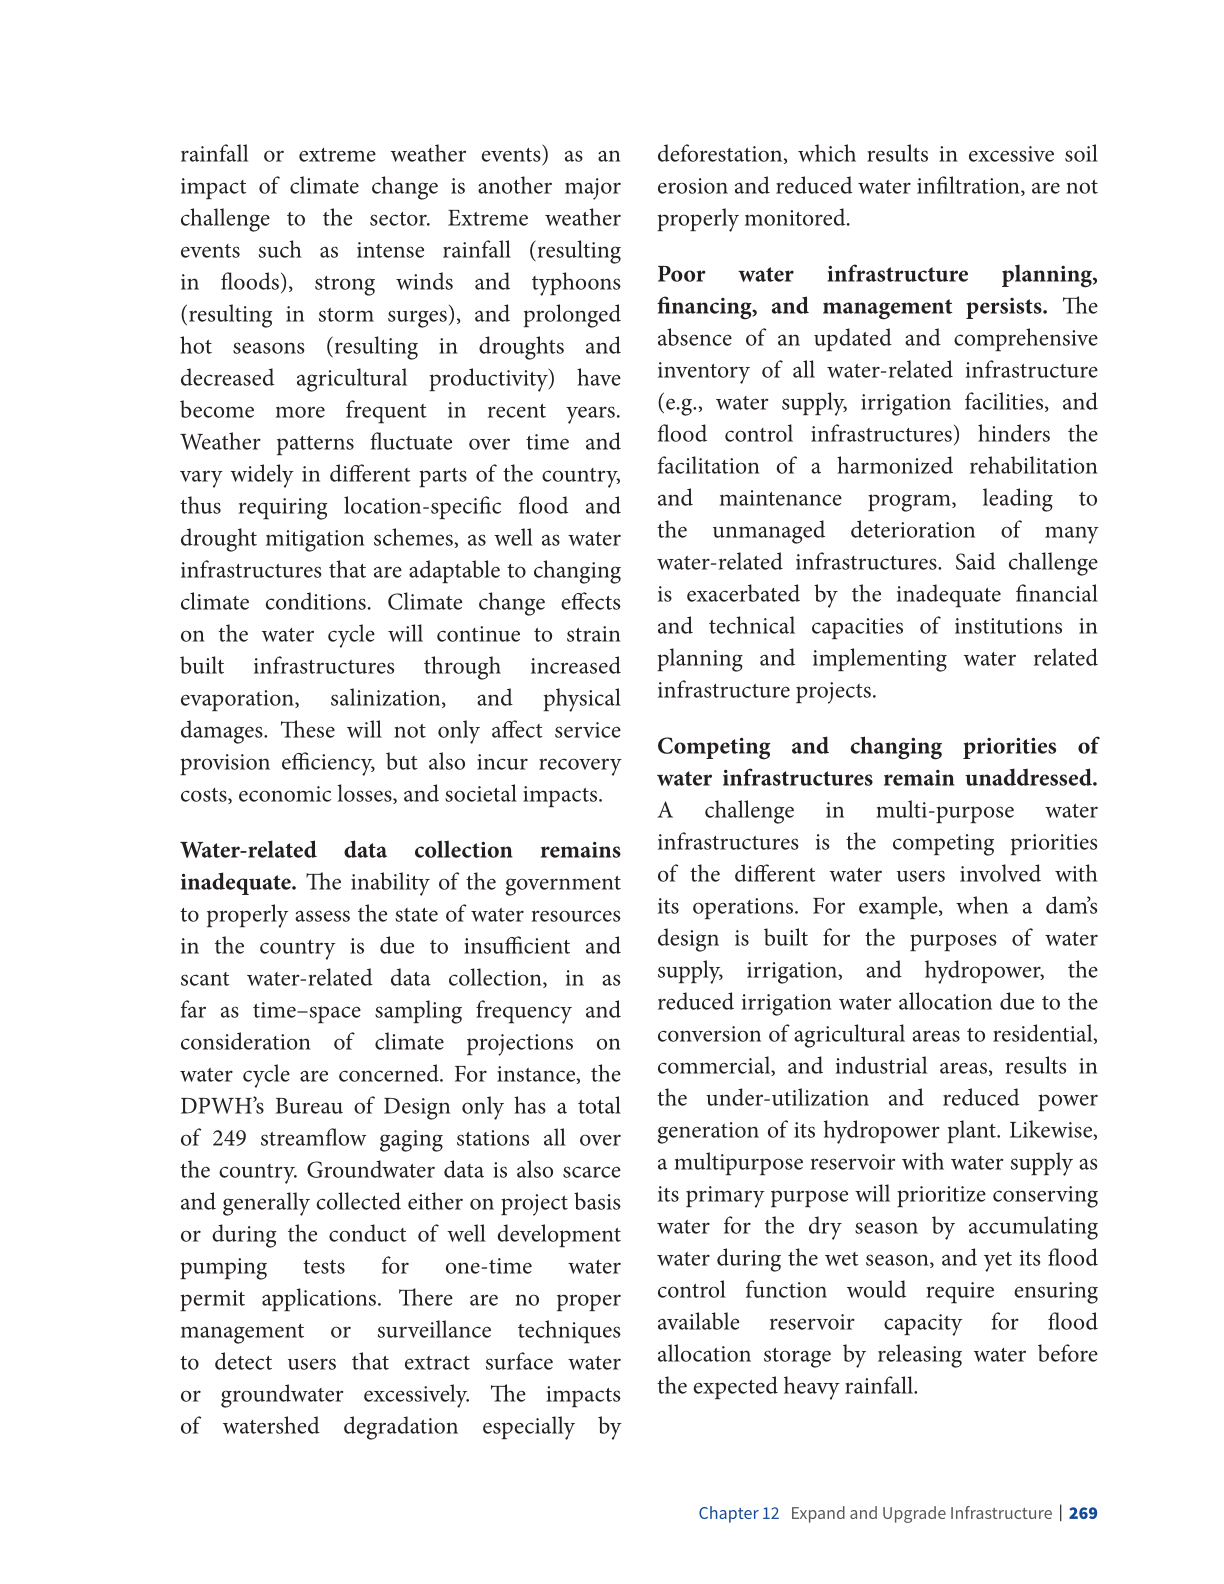 rainfall or extreme weather events) as an
impact of climate change is another major
challenge to the sector. Extreme weather
events such as intense rainfall (resulting
in floods), strong winds and typhoons
(resulting in storm surges), and prolonged
hot seasons (resulting in droughts and
decreased agricultural productivity) have
become more frequent in recent years.
Weather patterns fluctuate over time and
vary widely in different parts of the country,
thus requiring location-specific flood and
drought mitigation schemes, as well as water
infrastructures that are adaptable to changing
climate conditions. Climate change effects
on the water cycle will continue to strain
built infrastructures through increased
evaporation, salinization, and physical
damages. These will not only affect service
provision efficiency, but also incur recovery
costs, economic losses, and societal impacts.
Water-related data collection remains
inadequate. The inability of the government
to properly assess the state of water resources
in the country is due to insufficient and
scant water-related data collection, in as
far as time–space sampling frequency and
consideration of climate projections on
water cycle are concerned. For instance, the
DPWH’s Bureau of Design only has a total
of 249 streamflow gaging stations all over
the country. Groundwater data is also scarce
and generally collected either on project basis
or during the conduct of well development
pumping tests for one-time water
permit applications. There are no proper
management or surveillance techniques
to detect users that extract surface water
or groundwater excessively. The impacts
of watershed degradation especially by
deforestation, which results in excessive soil
erosion and reduced water infiltration, are not
properly monitored.
Poor water infrastructure planning,
financing, and management persists. The
absence of an updated and comprehensive
inventory of all water-related infrastructure
(e.g., water supply, irrigation facilities, and
flood control infrastructures) hinders the
facilitation of a harmonized rehabilitation
and maintenance program, leading to
the unmanaged deterioration of many
water-related infrastructures. Said challenge
is exacerbated by the inadequate financial
and technical capacities of institutions in
planning and implementing water related
infrastructure projects.
Competing and changing priorities of
water infrastructures remain unaddressed.
A challenge in multi-purpose water
infrastructures is the competing priorities
of the different water users involved with
its operations. For example, when a dam’s
design is built for the purposes of water
supply, irrigation, and hydropower, the
reduced irrigation water allocation due to the
conversion of agricultural areas to residential,
commercial, and industrial areas, results in
the under-utilization and reduced power
generation of its hydropower plant. Likewise,
a multipurpose reservoir with water supply as
its primary purpose will prioritize conserving
water for the dry season by accumulating
water during the wet season, and yet its flood
control function would require ensuring
available reservoir capacity for flood
allocation storage by releasing water before
the expected heavy rainfall.
Chapter 12 Expand and Upgrade Infrastructure | 269